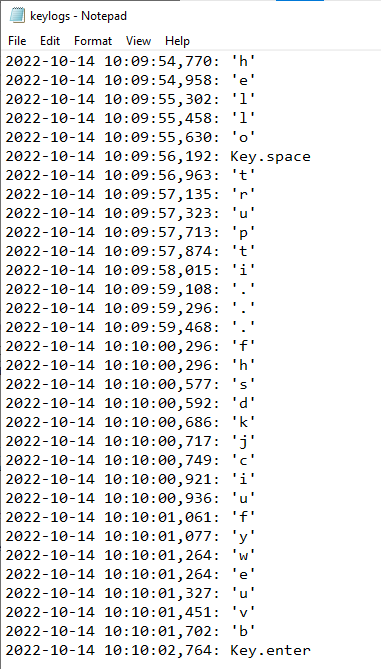 keylogs - Notepad
File Edit Format View Help
2022-10-14 10:09:54,770: 'h'
2022-10-14 10:09:54,958: 'e'
2022-10-14 10:09:55,302: 'l'
2022-10-14 10:09:55,458: 'l'
2022-10-14 10:09:55,630: 'o'
2022-10-14 10:09:56,192: Key.space
2022-10-14 10:09:56,963: 't'
2022-10-14 10:09:57,135: 'r'
2022-10-14 10:09:57,323: 'u'
2022-10-14 10:09:57,713: 'p'
2022-10-14 10:09:57,874: 't'
2022-10-14 10:09:58,015: 'i'
2022-10-14 10:09:59,108: '.'
2022-10-14 10:09:59,296: '.'
2022-10-14 10:09:59,468: '.'
2022-10-14 10:10:00,296: 'f'
2022-10-14 10:10:00,296: 'h'
2022-10-14 10:10:00,577: 's'
2022-10-14 10:10:00,592: 'd'
2022-10-14 10:10:00,686: 'k'
2022-10-14 10:10:00,717: 'j'
2022-10-14 10:10:00,749: 'c'
2022-10-14 10:10:00,921: 'i'
2022-10-14 10:10:00,936: 'u'
2022-10-14 10:10:01,061: 'f'
2022-10-14 10:10:01,077: 'y'
2022-10-14 10:10:01,264: 'w'
2022-10-14 10:10:01,264: 'e'
2022-10-14 10:10:01,327: 'u'
2022-10-14 10:10:01,451: 'v'
2022-10-14 10:10:01,702: 'b'
2022-10-14 10:10:02,764: Key.enter